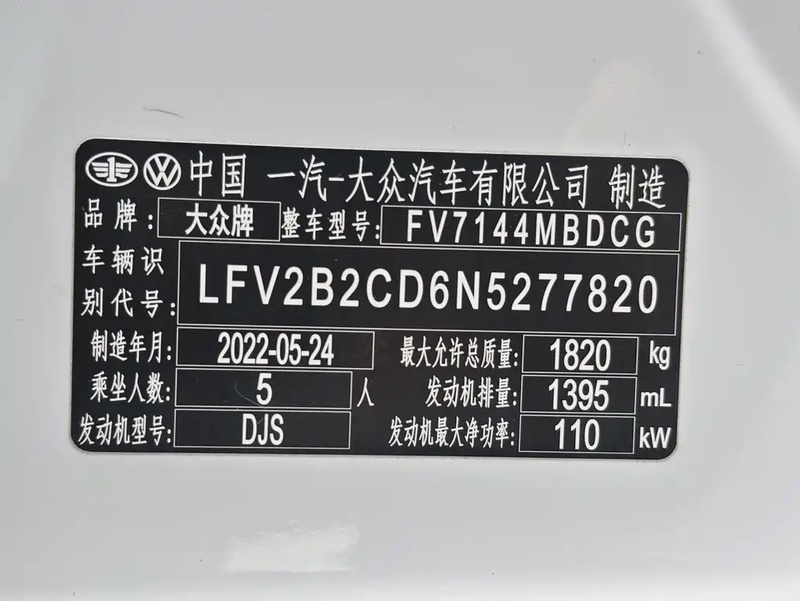 中国 一汽-大众汽车有限公司 制造
品牌: 大众牌 整车型号: FV7144MBDCG
车辆识别代号: LFV2B2CD6N5277820
制造年月: 2022-05-24 最大允许总质量: 1820 kg
乘坐人数: 5 人 发动机排量: 1395 mL
发动机型号: DJS 发动机最大净功率: 110 kW